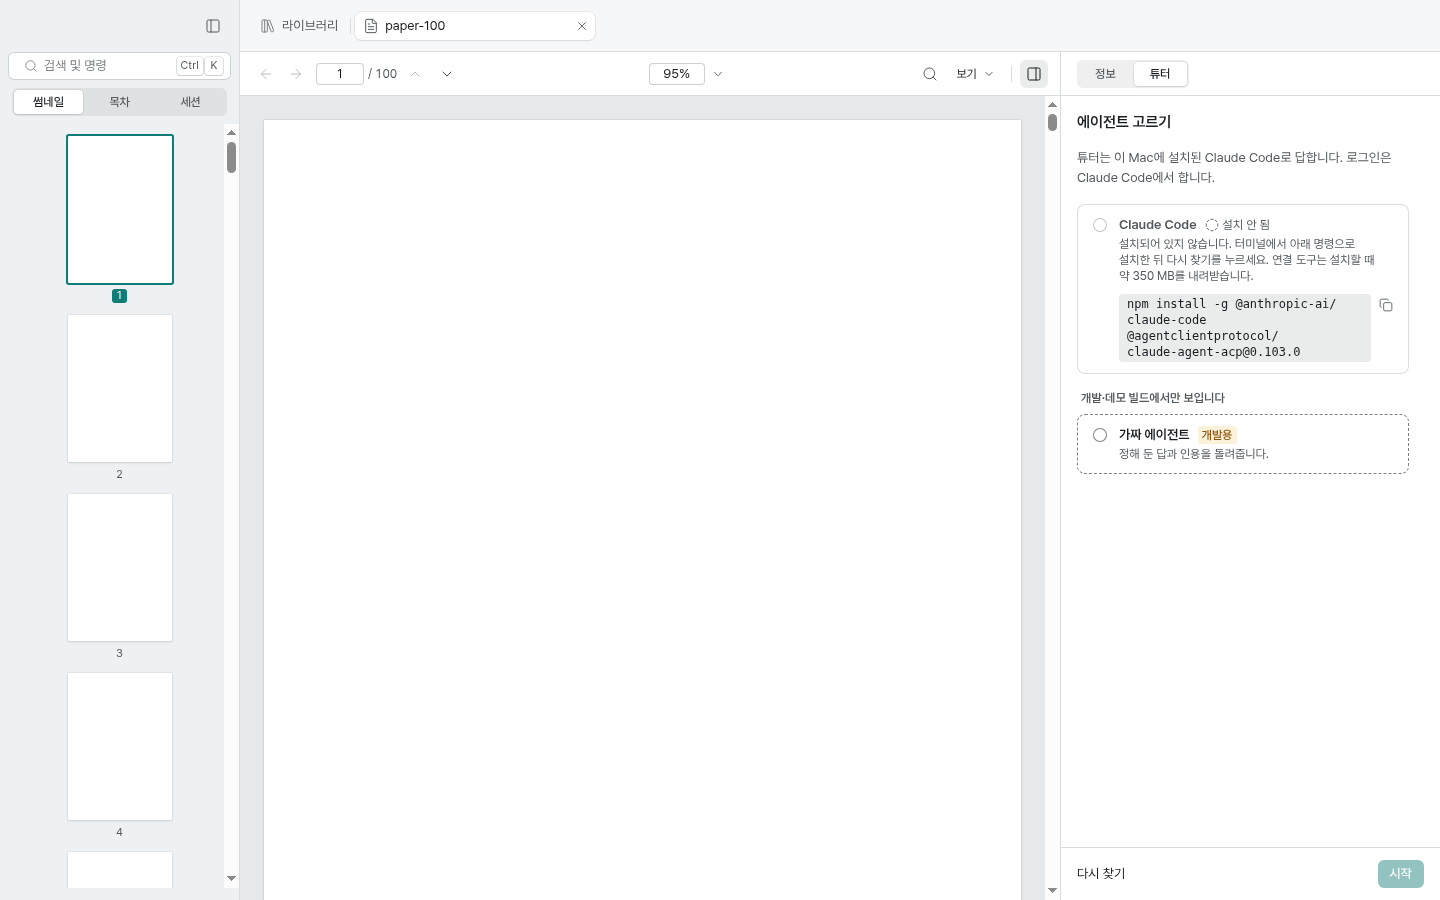 라이브러리
paper-100
검색 및 명령
Ctrl
K
썸네일
목차
세션
1
2
3
4
1
/ 100
95%
보기
정보
튜터
에이전트 고르기
튜터는 이 Mac에 설치된 Claude Code로 답합니다. 로그인은
Claude Code에서 합니다.
Claude Code
설치 안 됨
설치되어 있지 않습니다. 터미널에서 아래 명령으로
설치한 뒤 다시 찾기를 누르세요. 연결 도구는 설치할 때
약 350 MB를 내려받습니다.
npm install -g @anthropic-ai/
claude-code
@agentclientprotocol/
claude-agent-acp@0.103.0
개발·데모 빌드에서만 보입니다
가짜 에이전트
개발용
정해 둔 답과 인용을 돌려줍니다.
다시 찾기
시작